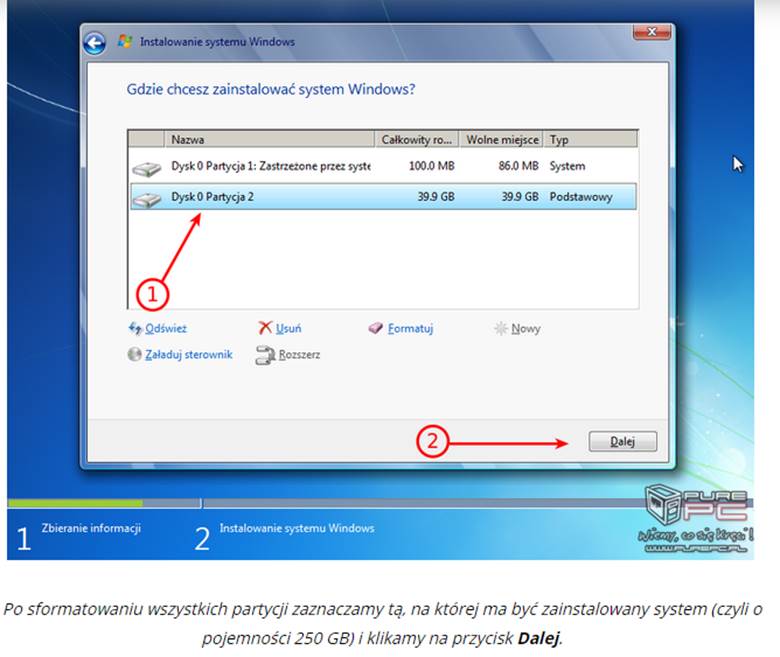 Instalowanie systemu Windows
Gdzie chcesz zainstalować system Windows?
Nazwa Całkowity ro... Wolne miejsce Typ
Dysk 0 Partycja 1: Zastrzeżone przez syste 100.0 MB 86.0 MB System
Dysk 0 Partycja 2 39.9 GB 39.9 GB Podstawowy
1
Odśwież Usuń Formatuj Nowy
Załaduj sterownik Rozszerz
2 Dalej
PURE
PC
Wiemy, co się kręci!
www.purepc.pl
1 Zbieranie informacji 2 Instalowanie systemu Windows
Po sformatowaniu wszystkich partycji zaznaczamy tą, na której ma być zainstalowany system (czyli o
pojemności 250 GB) i klikamy na przycisk Dalej.